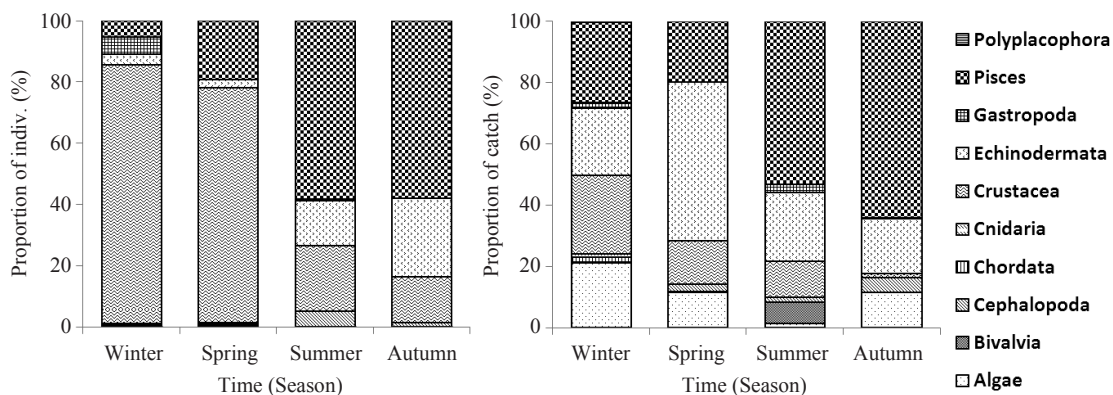 Proportion of indiv. (%)
100
80
60
40
20
0
Winter Spring Summer Autumn
Time (Season)
Proportion of catch (%)
100
80
60
40
20
0
Winter Spring Summer Autumn
Time (Season)
Polyplacophora
Pisces
Gastropoda
Echinodermata
Crustacea
Cnidaria
Chordata
Cephalopoda
Bivalvia
Algae